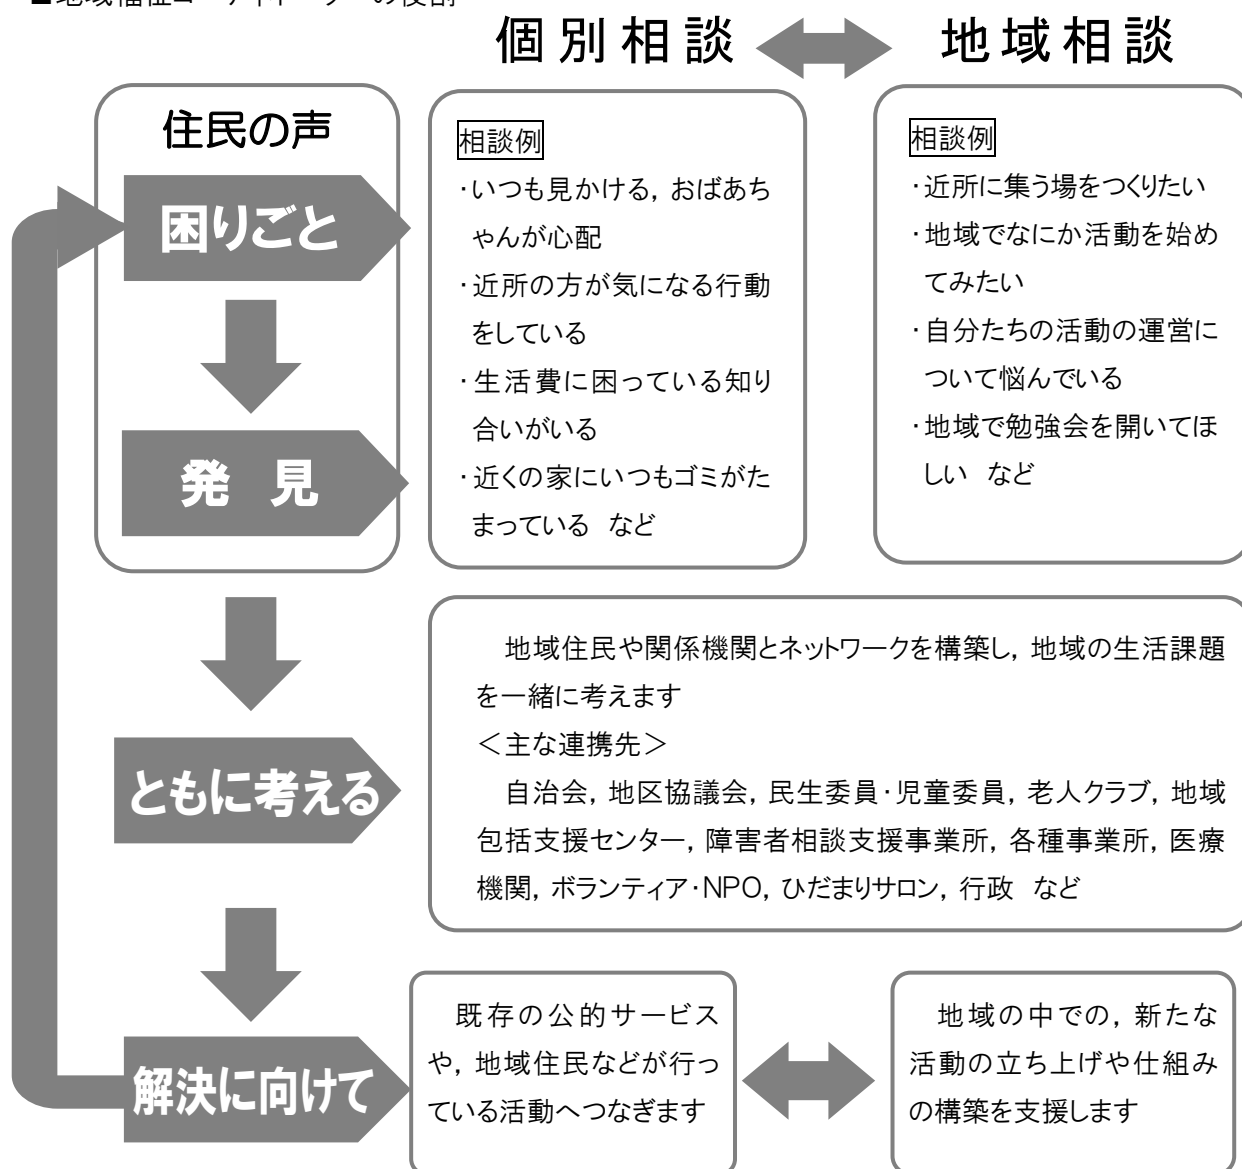 ■地域福祉コーディネーターの役割
個別相談
地域相談
住民の声
困りごと
発 見
相談例
・いつも見かける，おばあち
ゃんが心配
・近所の方が気になる行動
をしている
・生活費に困っている知り
合いがいる
・近くの家にいつもゴミがた
まっている など
相談例
・近所に集う場をつくりたい
・地域でなにか活動を始め
てみたい
・自分たちの活動の運営に
ついて悩んでいる
・地域で勉強会を開いてほ
しい など
ともに考える
地域住民や関係機関とネットワークを構築し，地域の生活課題
を一緒に考えます
＜主な連携先＞
自治会，地区協議会，民生委員・児童委員，老人クラブ，地域
包括支援センター，障害者相談支援事業所，各種事業所，医療
機関，ボランティア・NPO，ひだまりサロン，行政 など
解決に向けて
既存の公的サービス
や，地域住民などが行っ
ている活動へつなぎます
地域の中での，新たな
活動の立ち上げや仕組み
の構築を支援します